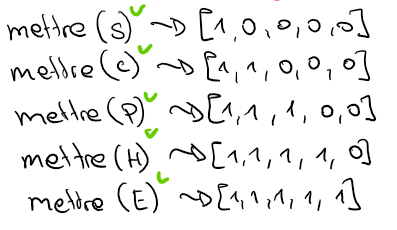 mettre(S) ~> [1,0,0,0,0]
mettre(C) ~> [1,1,0,0,0]
mettre(P) ~> [1,1,1,0,0]
mettre(H) ~> [1,1,1,1,0]
mettre(E) ~> [1,1,1,1,1]